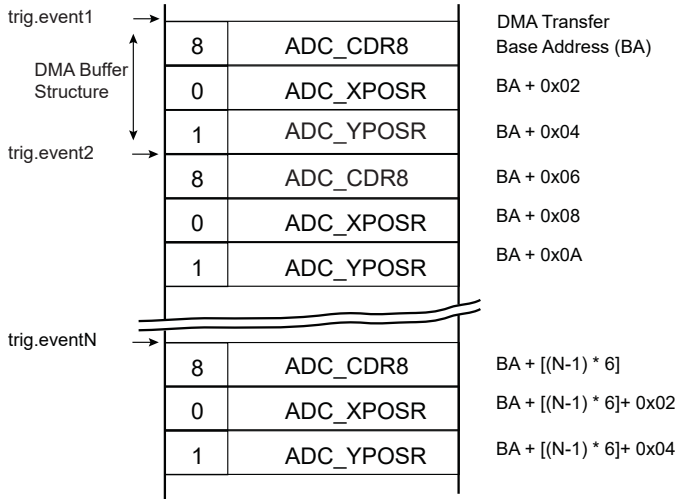 trig.event1
DMA Transfer
8 ADC_CDR8 Base Address (BA)
DMA Buffer
Structure
0 ADC_XPOSR BA + 0x02
1 ADC_YPOSR BA + 0x04
trig.event2
8 ADC_CDR8 BA + 0x06
0 ADC_XPOSR BA + 0x08
1 ADC_YPOSR BA + 0x0A
trig.eventN
8 ADC_CDR8 BA + [(N-1) * 6]
0 ADC_XPOSR BA + [(N-1) * 6]+ 0x02
1 ADC_YPOSR BA + [(N-1) * 6]+ 0x04